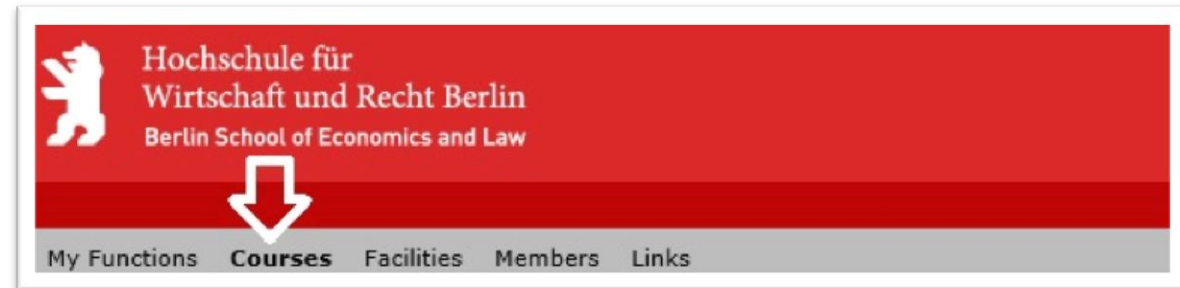 Hochschule für
Wirtschaft und Recht Berlin
Berlin School of Economics and Law
My Functions Courses Facilities Members Links